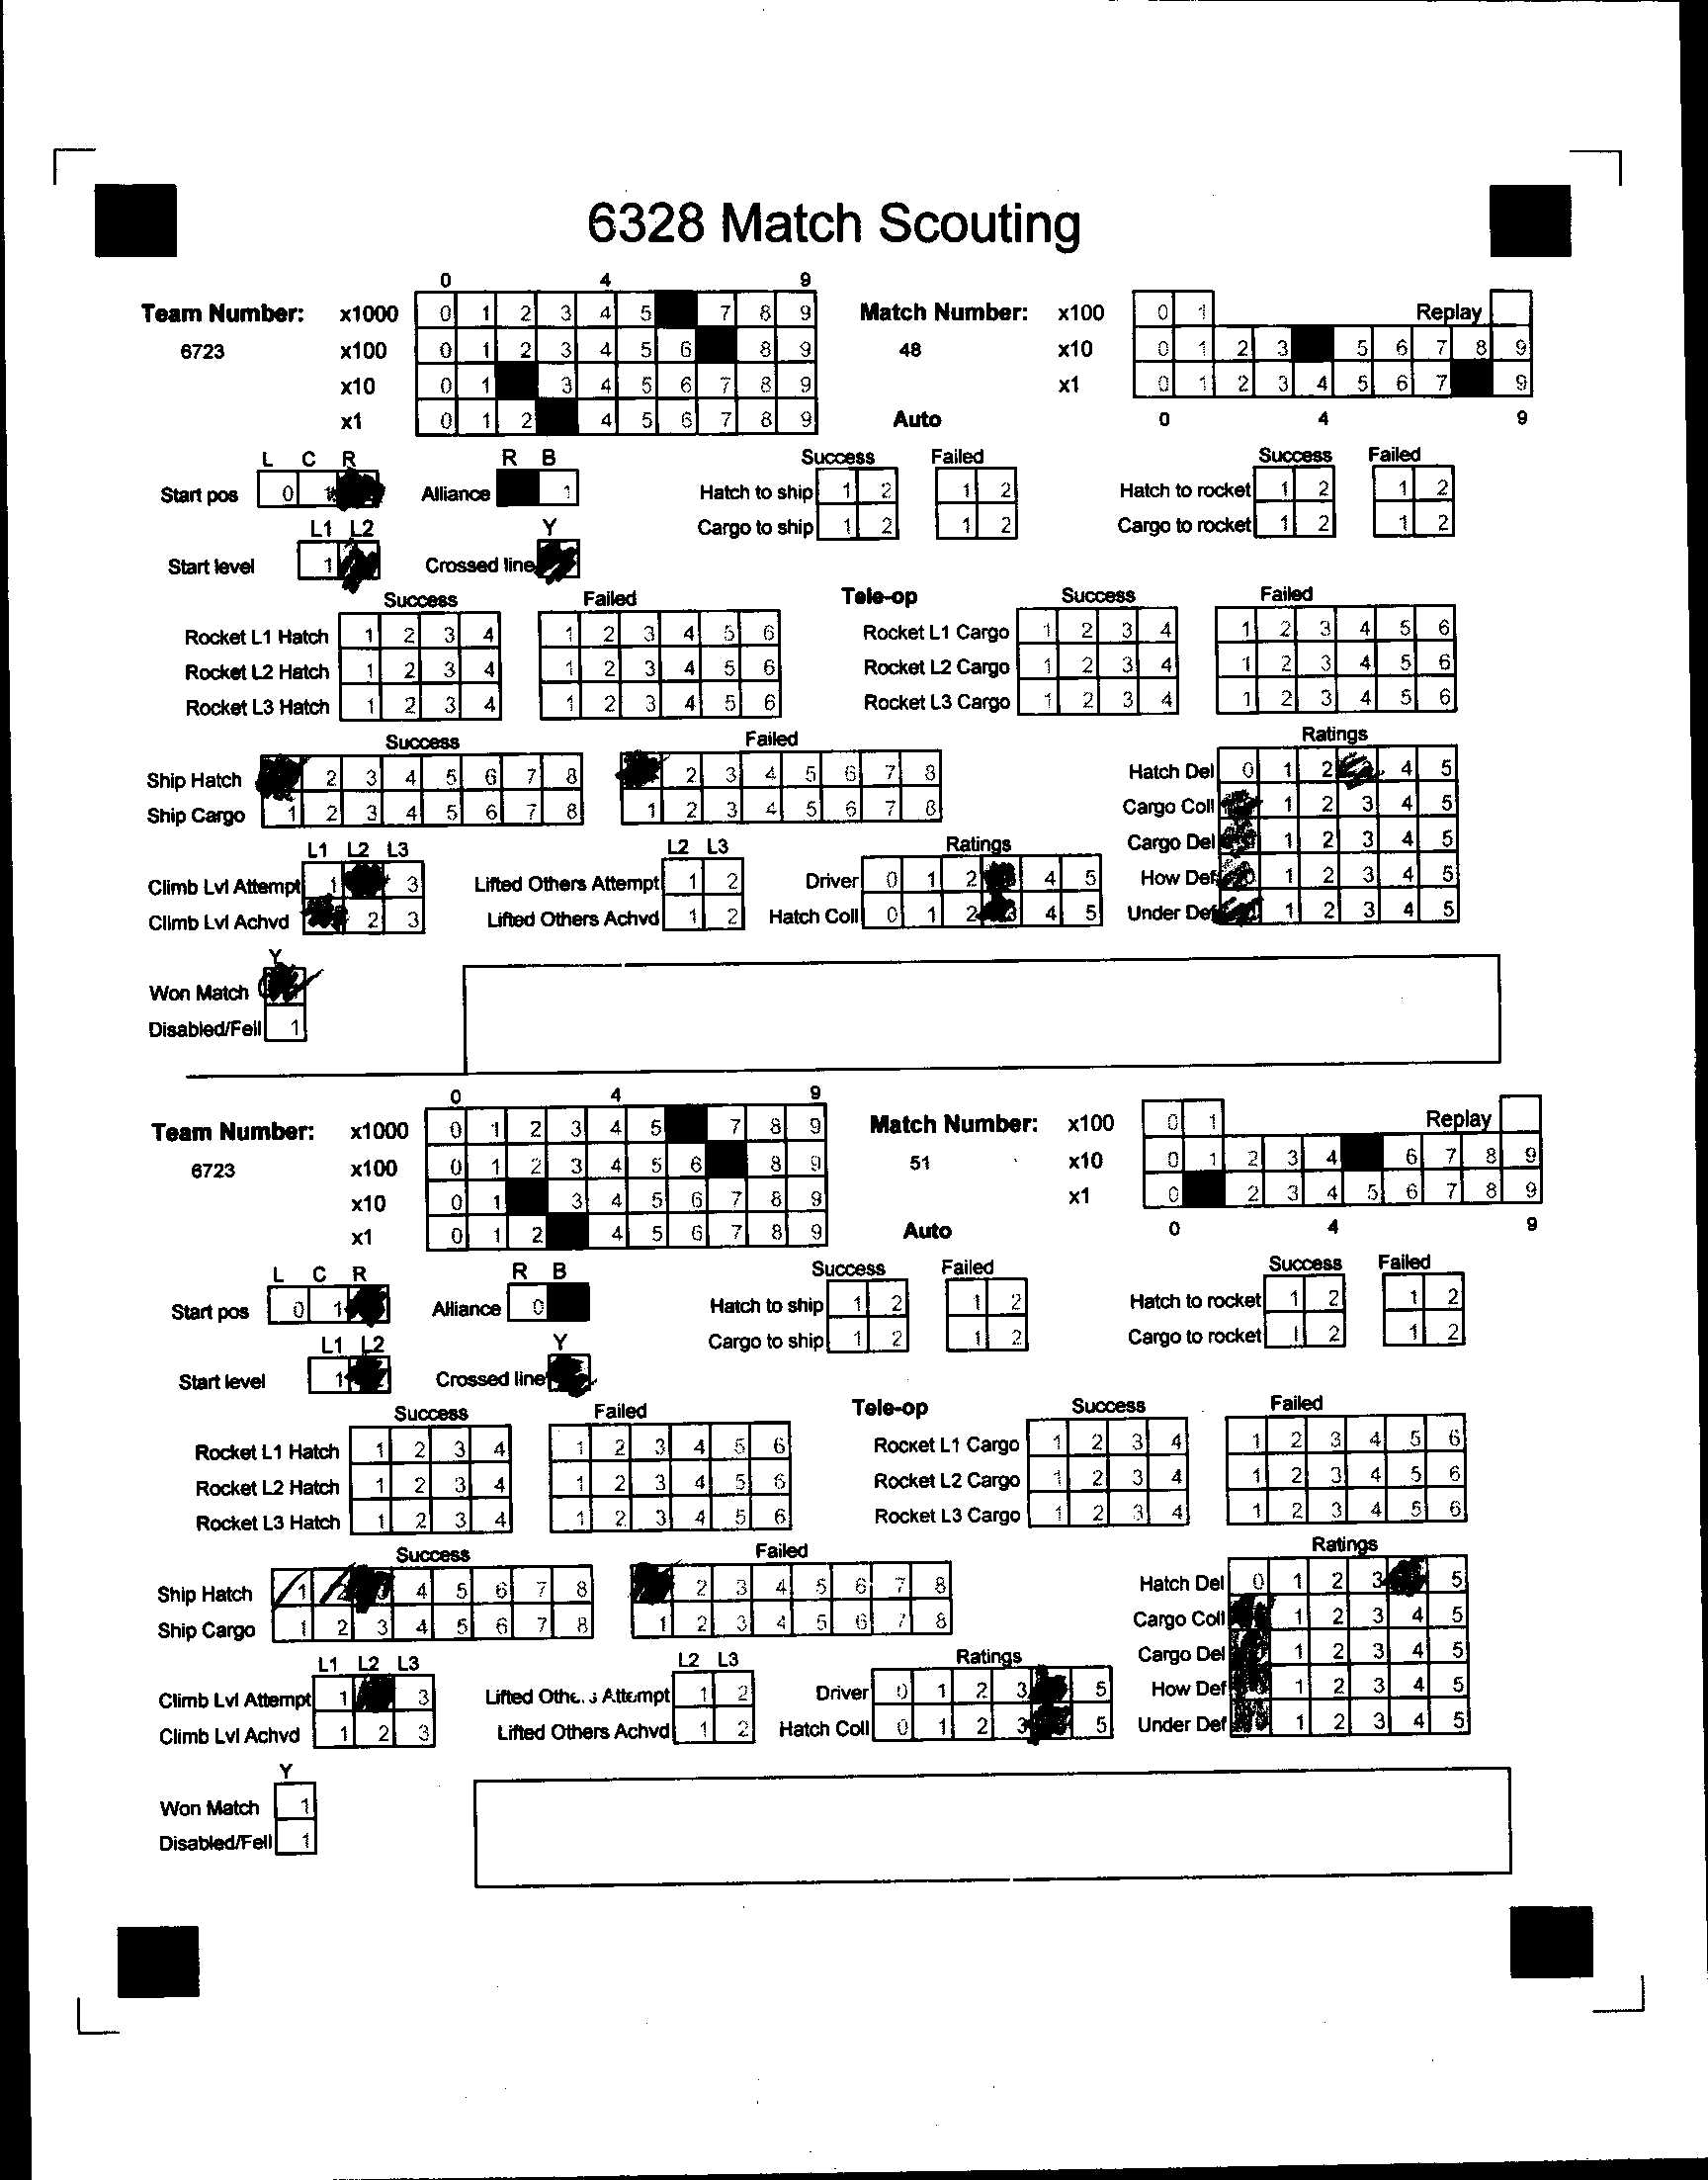 6328 Match Scouting
0 4 9
Team Number: x1000 0 1 2 3 4 5 7 8 9 Match Number: x100 0 1 Replay
6723 x100 0 1 2 3 4 5 6 8 9 48 x10 0 1 2 3 5 6 7 8 9
x10 0 1 3 4 5 6 7 8 9 x1 0 1 2 3 4 5 6 7 9
x1 0 1 2 4 5 6 7 8 9 Auto 0 4 9
L C R R B Success Failed Success Failed
Start pos 0 1 Alliance 1 Hatch to ship 1 2 1 2 Hatch to rocket 1 2 1 2
L1 L2 Y Cargo to ship 1 2 1 2 Cargo to rocket 1 2 1 2
Start level 1 Crossed line
Success Failed Tele-op Success Failed
Rocket L1 Hatch 1 2 3 4 1 2 3 4 5 6 Rocket L1 Cargo 1 2 3 4 1 2 3 4 5 6
Rocket L2 Hatch 1 2 3 4 1 2 3 4 5 6 Rocket L2 Cargo 1 2 3 4 1 2 3 4 5 6
Rocket L3 Hatch 1 2 3 4 1 2 3 4 5 6 Rocket L3 Cargo 1 2 3 4 1 2 3 4 5 6
Success Failed Ratings
Ship Hatch 2 3 4 5 6 7 8 2 3 4 5 6 7 8 Hatch Del 0 1 2 4 5
Ship Cargo 1 2 3 4 5 6 7 8 1 2 3 4 5 6 7 8 Cargo Coll 1 2 3 4 5
L1 L2 L3 L2 L3 Ratings Cargo Del 1 2 3 4 5
Climb Lvl Attempt 1 3 Lifted Others Attempt 1 2 Driver 0 1 2 4 5 How Def 1 2 3 4 5
Climb Lvl Achvd 2 3 Lifted Others Achvd 1 2 Hatch Coll 0 1 2 3 4 5 Under Def 1 2 3 4 5
Y
Won Match
Disabled/Fell 1
0 4 9
Team Number: x1000 0 1 2 3 4 5 7 8 9 Match Number: x100 0 1 Replay
6723 x100 0 1 2 3 4 5 6 8 9 51 x10 0 1 2 3 4 6 7 8 9
x10 0 1 3 4 5 6 7 8 9 x1 0 2 3 4 5 6 7 8 9
x1 0 1 2 4 5 6 7 8 9 Auto 0 4 9
L C R R B Success Failed Success Failed
Start pos 0 1 Alliance 0 Hatch to ship 1 2 1 2 Hatch to rocket 1 2 1 2
L1 L2 Y Cargo to ship 1 2 1 2 Cargo to rocket 1 2 1 2
Start level 1 Crossed line
Success Failed Tele-op Success Failed
Rocket L1 Hatch 1 2 3 4 1 2 3 4 5 6 Rocket L1 Cargo 1 2 3 4 1 2 3 4 5 6
Rocket L2 Hatch 1 2 3 4 1 2 3 4 5 6 Rocket L2 Cargo 1 2 3 4 1 2 3 4 5 6
Rocket L3 Hatch 1 2 3 4 1 2 3 4 5 6 Rocket L3 Cargo 1 2 3 4 1 2 3 4 5 6
Success Failed Ratings
Ship Hatch 1 2 3 4 5 6 7 8 2 3 4 5 6 7 8 Hatch Del 0 1 2 3 5
Ship Cargo 1 2 3 4 5 6 7 8 1 2 3 4 5 6 7 8 Cargo Coll 1 2 3 4 5
L1 L2 L3 L2 L3 Ratings Cargo Del 1 2 3 4 5
Climb Lvl Attempt 1 3 Lifted Others Attempt 1 2 Driver 0 1 2 3 5 How Def 1 2 3 4 5
Climb Lvl Achvd 1 2 3 Lifted Others Achvd 1 2 Hatch Coll 0 1 2 3 5 Under Def 1 2 3 4 5
Y
Won Match 1
Disabled/Fell 1